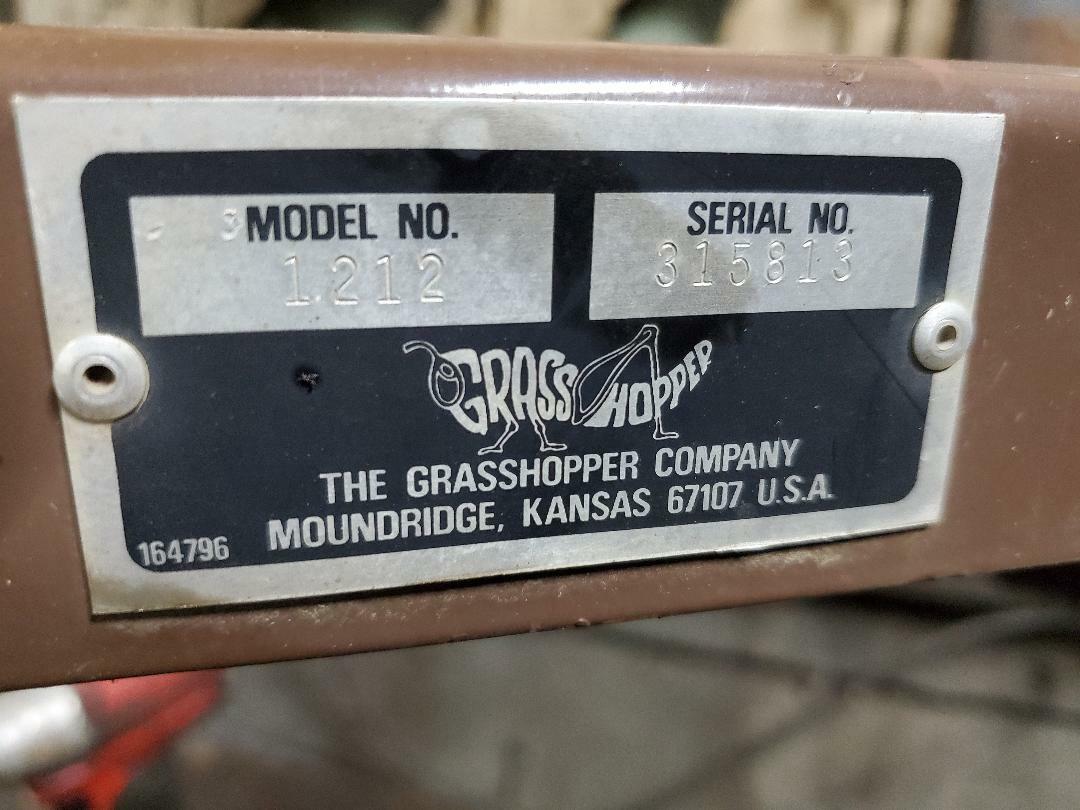 MODEL NO.
1212
SERIAL NO.
315813
GRASSHOPPER
THE GRASSHOPPER COMPANY
MOUNDRIDGE, KANSAS 67107 U.S.A.
164796